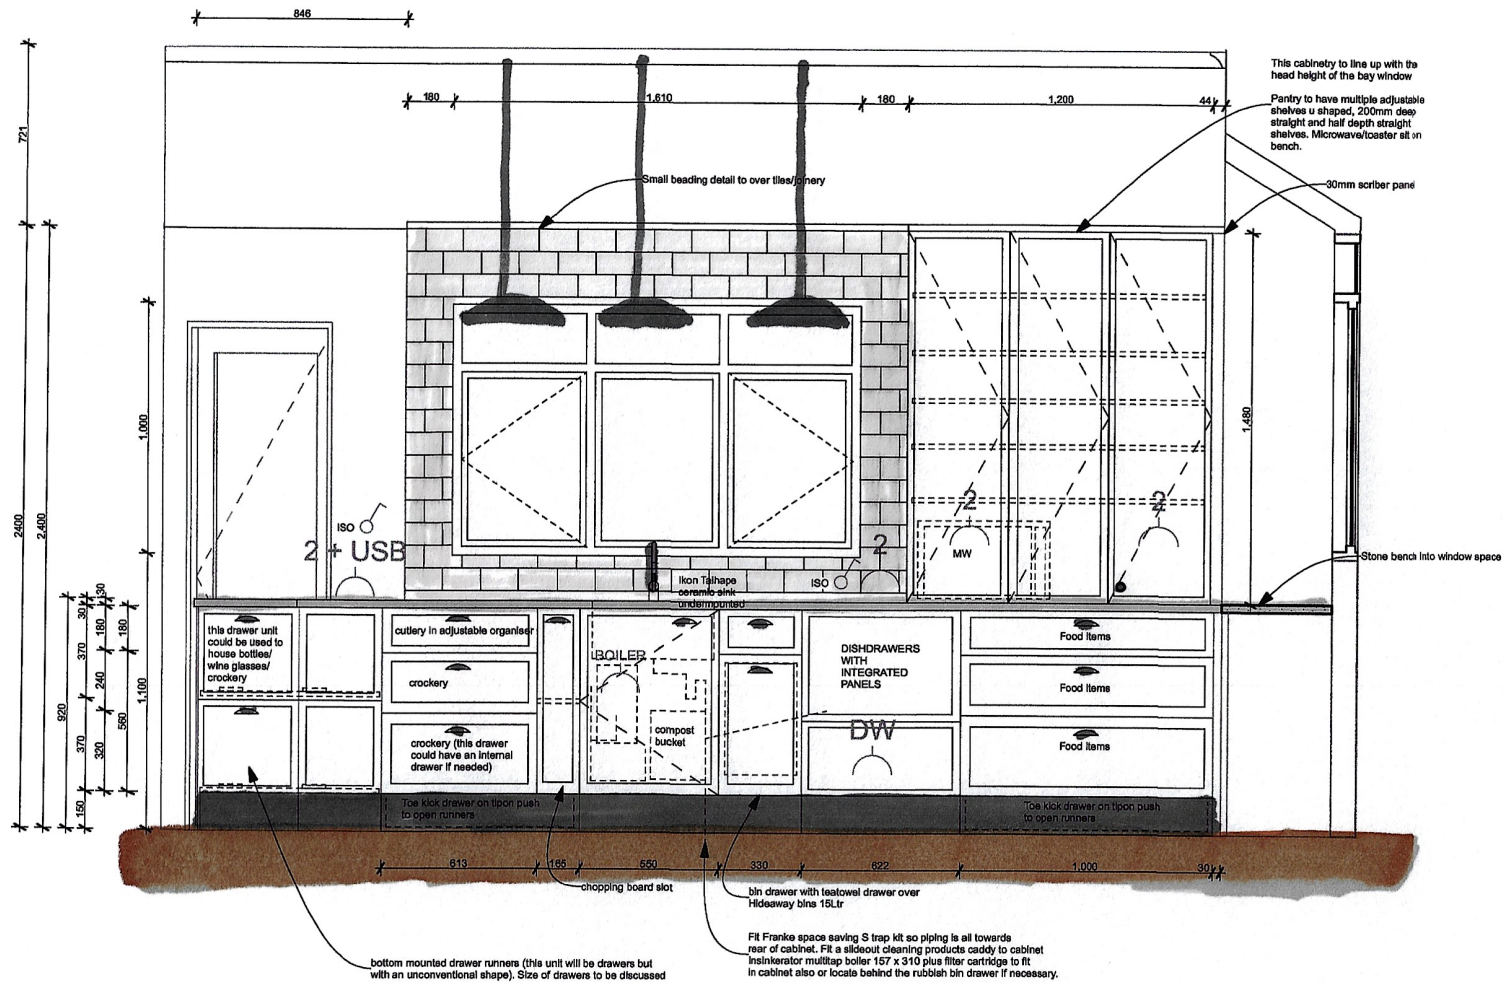 846
This cabinetry to line up with the
head height of the bay window
180
1,610
180
1,200
44
Pantry to have multiple adjustable
shelves u shaped, 200mm deep
straight and half depth straight
shelves. Microwave/toaster sit on
bench.
721
Small beading detail to over tiles/joinery
30mm scriber panel
1,000
1,480
2400
2,400
ISO
2 + USB
2
ISO
2
MW
2
Ikon Taihape
ceramic sink
undermounted
Stone bench into window space
30
30
180
180
370
240
560
920
370
320
150
1,100
this drawer unit
could be used to
house bottles/
wine glasses/
crockery
cutlery in adjustable organiser
crockery
crockery (this drawer
could have an internal
drawer if needed)
BOILER
compost
bucket
DISHDRAWERS
WITH
INTEGRATED
PANELS
DW
Food items
Food items
Food items
Toe kick drawer on tipon push
to open runners
Toe kick drawer on tipon push
to open runners
613
165
550
330
622
1,000
30
chopping board slot
bin drawer with teatowel drawer over
Hideaway bins 15Ltr
bottom mounted drawer runners (this unit will be drawers but
with an unconventional shape). Size of drawers to be discussed
Fit Franke space saving S trap kit so piping is all towards
rear of cabinet. Fit a slideout cleaning products caddy to cabinet
Insinkerator multitap boiler 157 x 310 plus filter cartridge to fit
in cabinet also or locate behind the rubbish bin drawer if necessary.